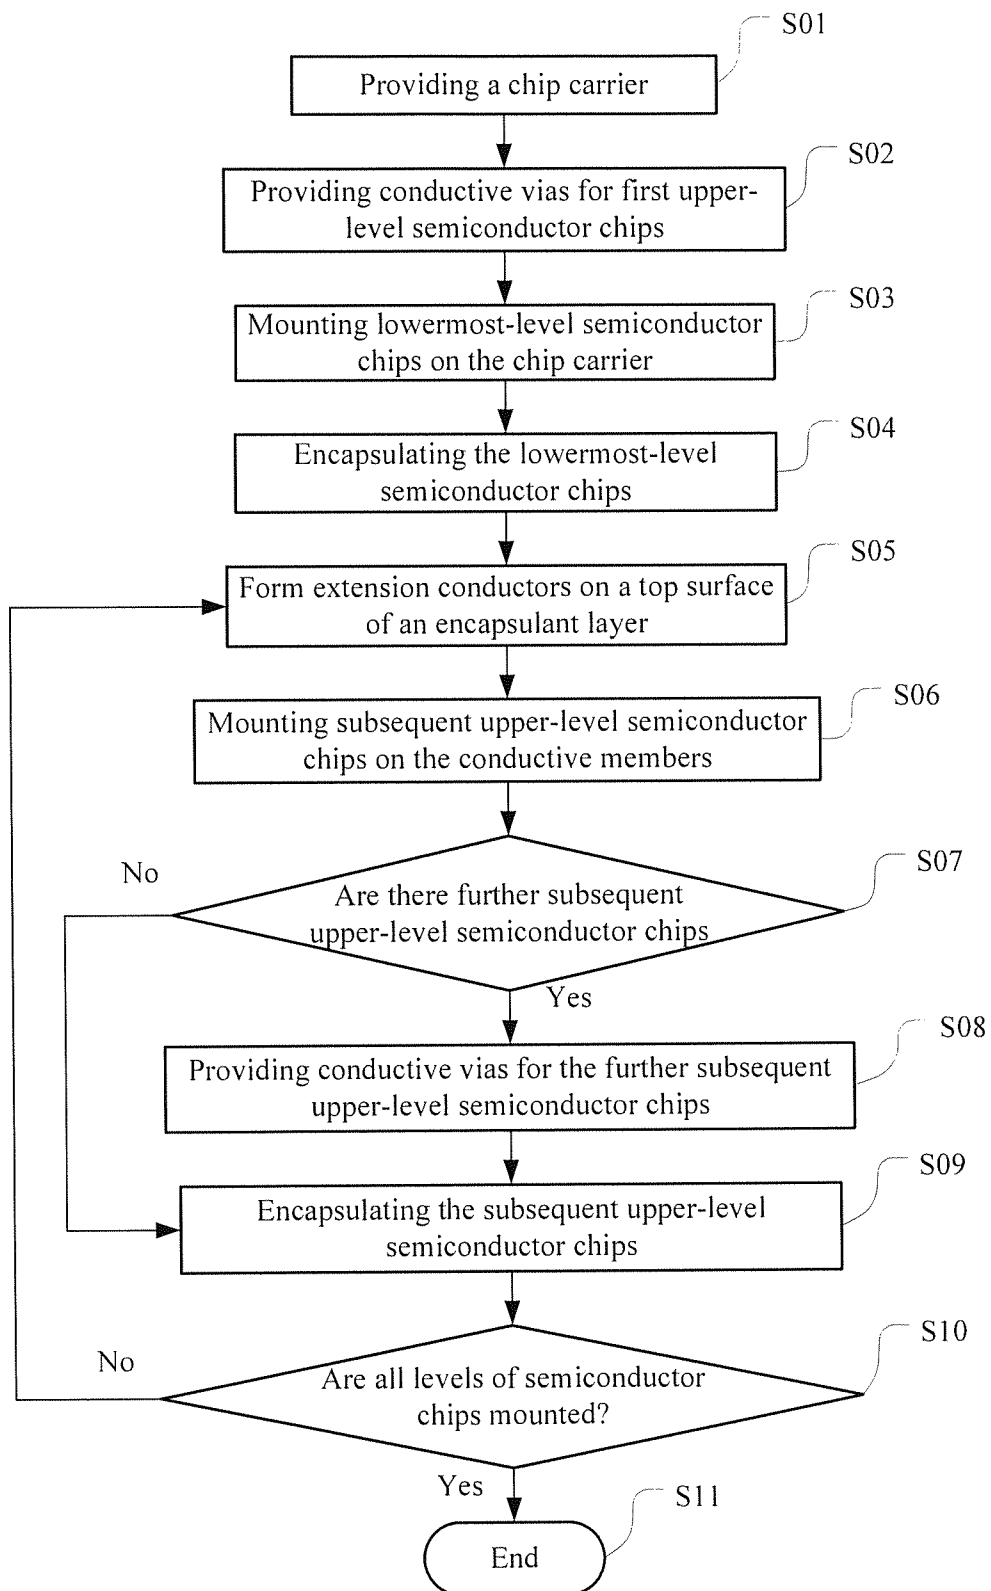 S01
Providing a chip carrier
S02
Providing conductive vias for first upper-
level semiconductor chips
S03
Mounting lowermost-level semiconductor
chips on the chip carrier
S04
Encapsulating the lowermost-level
semiconductor chips
S05
Form extension conductors on a top surface
of an encapsulant layer
S06
Mounting subsequent upper-level semiconductor
chips on the conductive members
No
S07
Are there further subsequent
upper-level semiconductor chips
Yes
S08
Providing conductive vias for the further subsequent
upper-level semiconductor chips
S09
Encapsulating the subsequent upper-level
semiconductor chips
S10
No
Are all levels of semiconductor
chips mounted?
Yes
S11
End